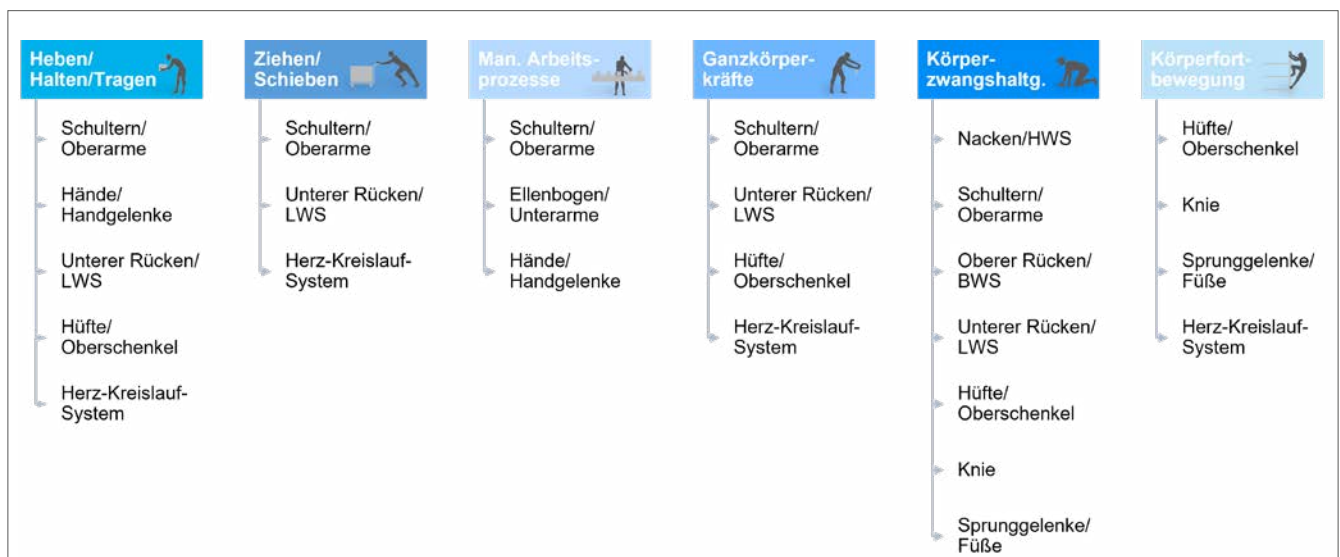 Heben/
Halten/Tragen
Schultern/
Oberarme
Hände/
Handgelenke
Unterer Rücken/
LWS
Hüfte/
Oberschenkel
Herz-Kreislauf-
System
Ziehen/
Schieben
Schultern/
Oberarme
Unterer Rücken/
LWS
Herz-Kreislauf-
System
Man. Arbeits-
prozesse
Schultern/
Oberarme
Ellenbogen/
Unterarme
Hände/
Handgelenke
Ganzkörper-
kräfte
Schultern/
Oberarme
Unterer Rücken/
LWS
Hüfte/
Oberschenkel
Herz-Kreislauf-
System
Körper-
zwangshaltg.
Nacken/HWS
Schultern/
Oberarme
Oberer Rücken/
BWS
Unterer Rücken/
LWS
Hüfte/
Oberschenkel
Knie
Sprunggelenke/
Füße
Körperfort-
bewegung
Hüfte/
Oberschenkel
Knie
Sprunggelenke/
Füße
Herz-Kreislauf-
System